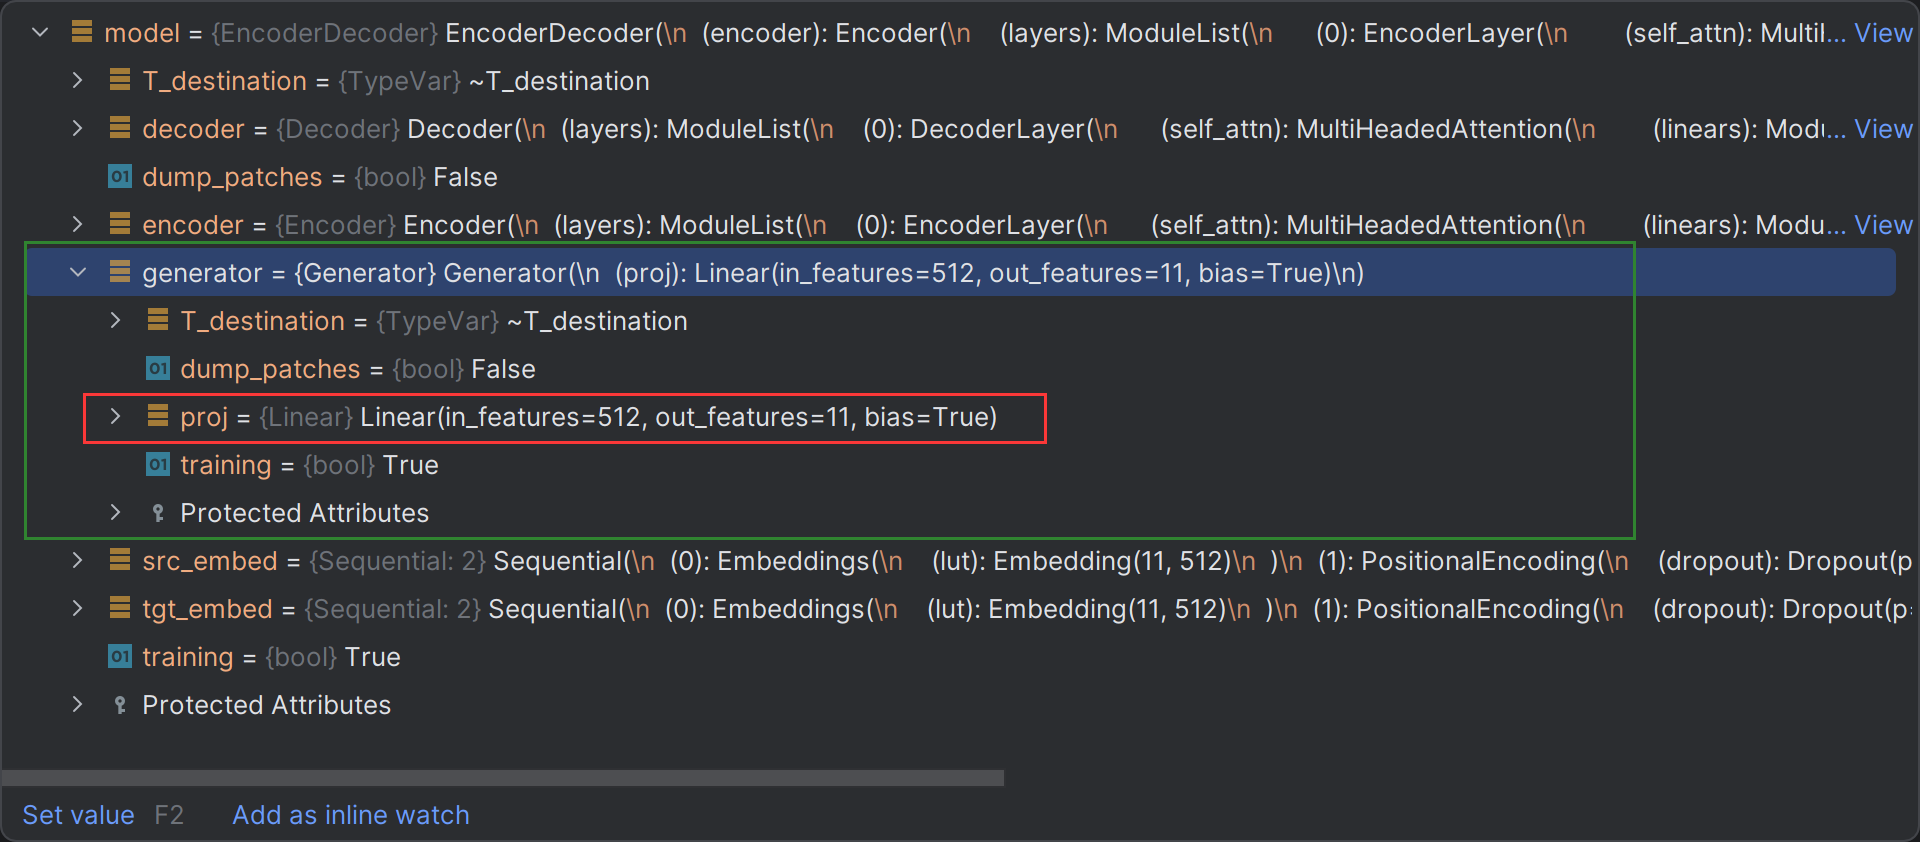 model = {EncoderDecoder} EncoderDecoder(\n  (encoder): Encoder(\n    (layers): ModuleList(\n      (0): EncoderLayer(\n        (self_attn): Multil... View
T_destination = {TypeVar} ~T_destination
decoder = {Decoder} Decoder(\n  (layers): ModuleList(\n    (0): DecoderLayer(\n      (self_attn): MultiHeadedAttention(\n        (linears): Modu... View
01 dump_patches = {bool} False
encoder = {Encoder} Encoder(\n  (layers): ModuleList(\n    (0): EncoderLayer(\n      (self_attn): MultiHeadedAttention(\n        (linears): Modu... View
generator = {Generator} Generator(\n  (proj): Linear(in_features=512, out_features=11, bias=True)\n)
T_destination = {TypeVar} ~T_destination
01 dump_patches = {bool} False
proj = {Linear} Linear(in_features=512, out_features=11, bias=True)
01 training = {bool} True
Protected Attributes
src_embed = {Sequential: 2} Sequential(\n  (0): Embeddings(\n    (lut): Embedding(11, 512)\n  )\n  (1): PositionalEncoding(\n    (dropout): Dropout(p
tgt_embed = {Sequential: 2} Sequential(\n  (0): Embeddings(\n    (lut): Embedding(11, 512)\n  )\n  (1): PositionalEncoding(\n    (dropout): Dropout(p
01 training = {bool} True
Protected Attributes
Set value F2 Add as inline watch